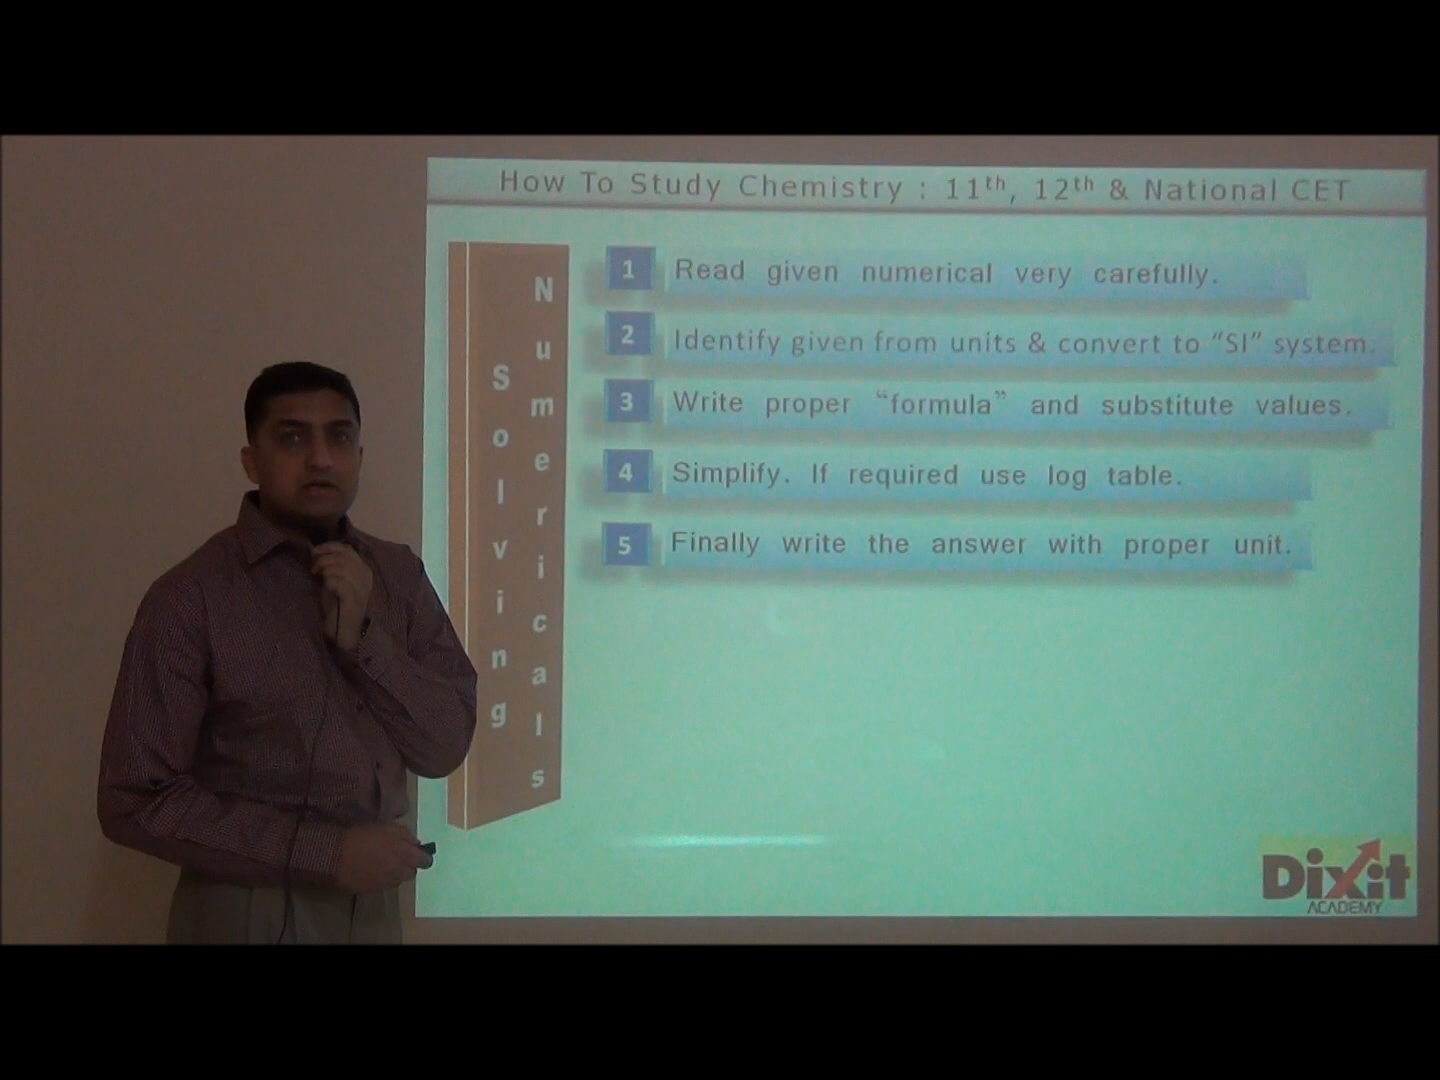 How To Study Chemistry : 11th, 12th & National CET
Solving
Numericals
1 Read given numerical very carefully.
2 Identify given from units & convert to “SI” system.
3 Write proper “formula” and substitute values.
4 Simplify. If required use log table.
5 Finally write the answer with proper unit.
Dixit
ACADEMY